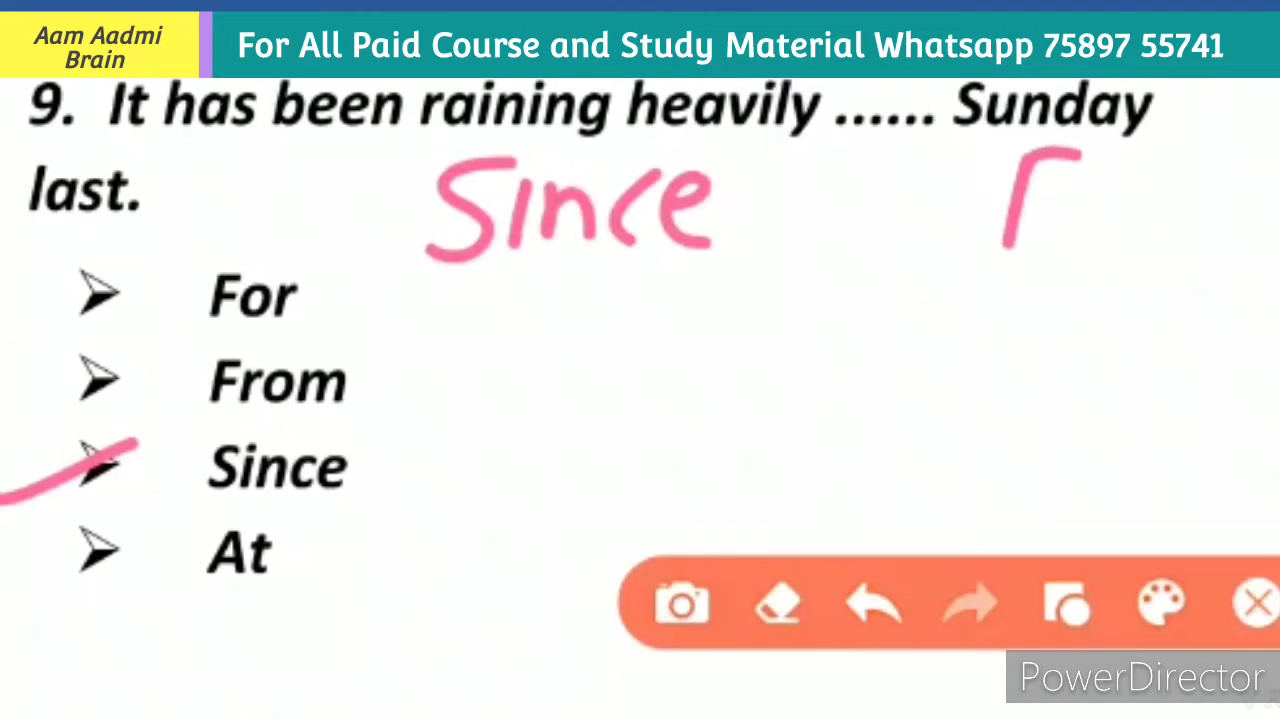 Aam Aadmi
Brain
For All Paid Course and Study Material Whatsapp 75897 55741
9. It has been raining heavily ...... Sunday
last.
Since
For
From
Since
At
PowerDirector